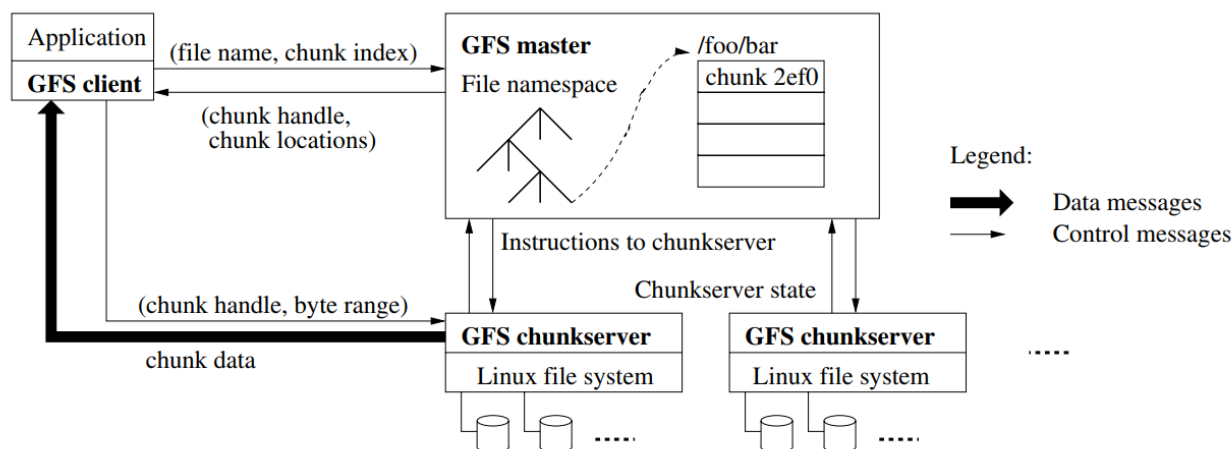 Application
GFS client
(file name, chunk index)
(chunk handle,
chunk locations)
GFS master
File namespace
/foo/bar
chunk 2ef0
Legend:
Data messages
Control messages
Instructions to chunkserver
Chunkserver state
(chunk handle, byte range)
chunk data
GFS chunkserver
Linux file system
GFS chunkserver
Linux file system